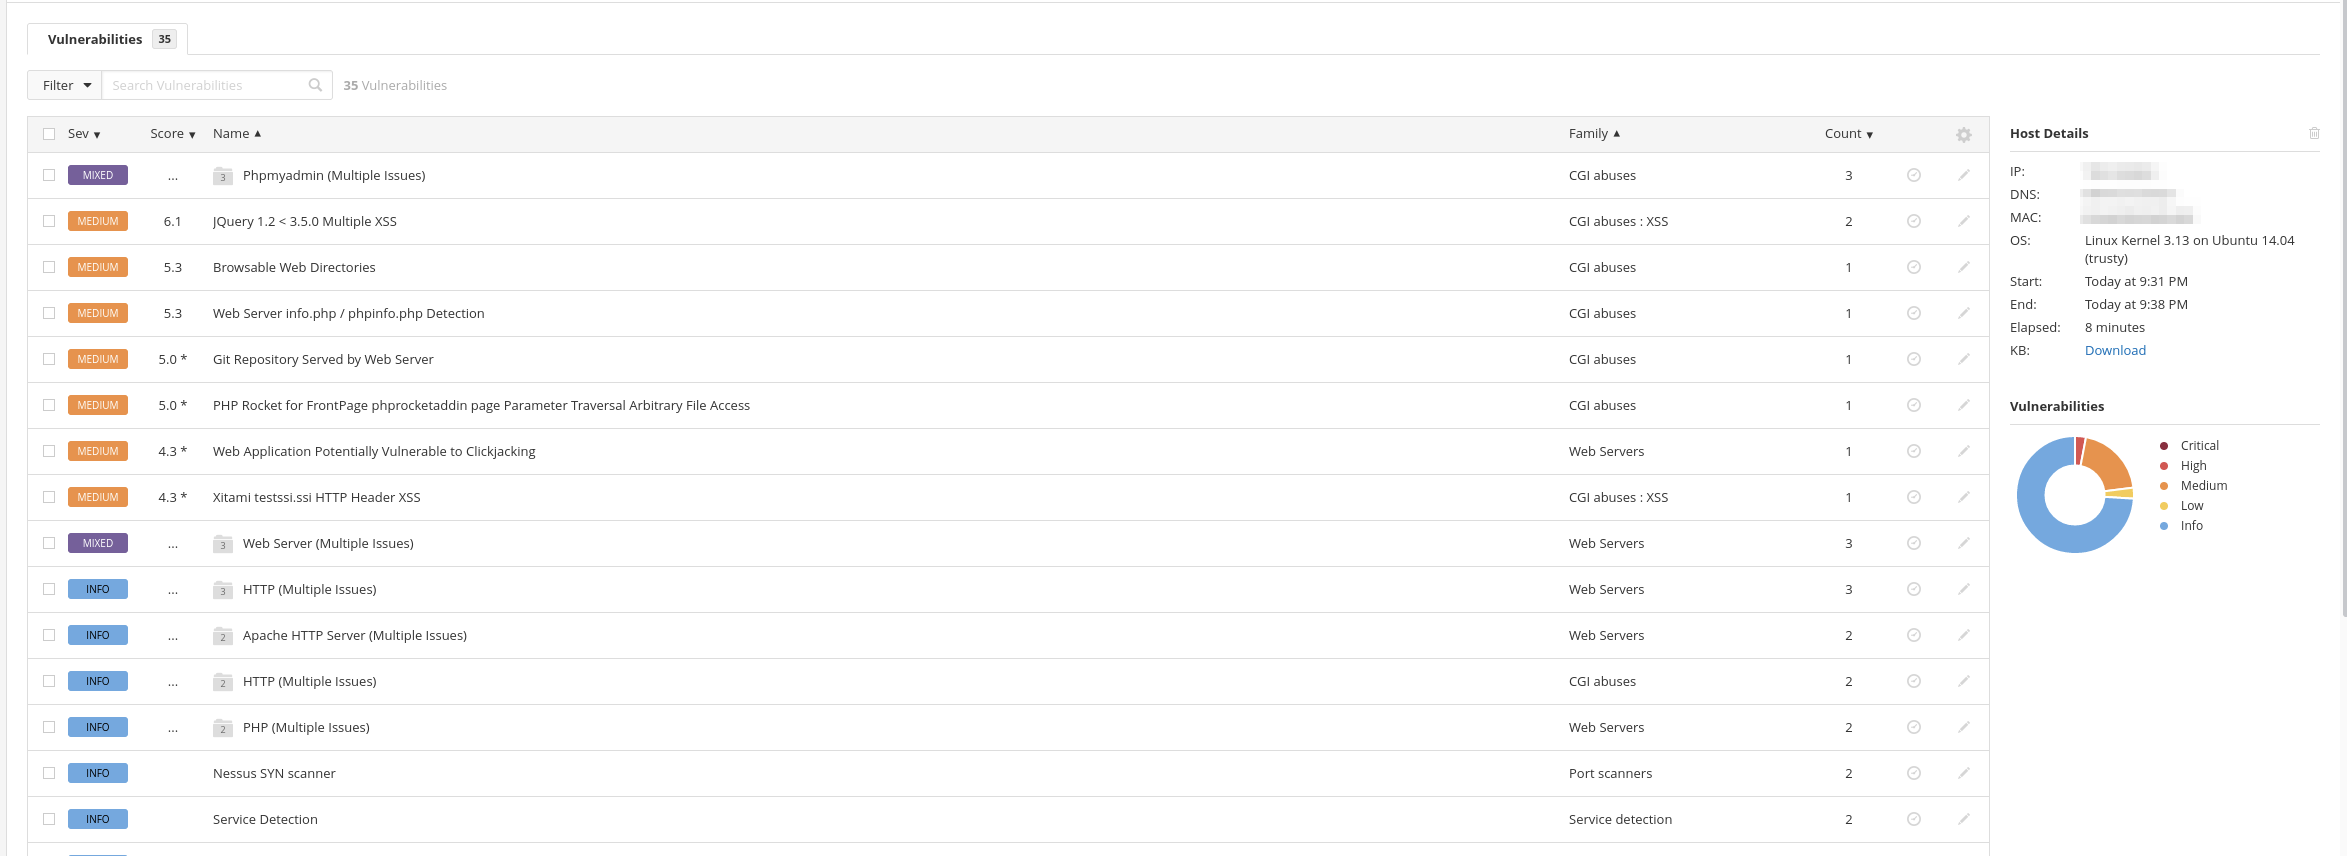 Vulnerabilities 35
Filter Search Vulnerabilities 35 Vulnerabilities
Sev Score Name Family Count
MIXED ... 3 Phpmyadmin (Multiple Issues) CGI abuses 3
MEDIUM 6.1 JQuery 1.2 < 3.5.0 Multiple XSS CGI abuses : XSS 2
MEDIUM 5.3 Browsable Web Directories CGI abuses 1
MEDIUM 5.3 Web Server info.php / phpinfo.php Detection CGI abuses 1
MEDIUM 5.0 * Git Repository Served by Web Server CGI abuses 1
MEDIUM 5.0 * PHP Rocket for FrontPage phprocketaddin page Parameter Traversal Arbitrary File Access CGI abuses 1
MEDIUM 4.3 * Web Application Potentially Vulnerable to Clickjacking Web Servers 1
MEDIUM 4.3 * Xitami testssi.ssi HTTP Header XSS CGI abuses : XSS 1
MIXED ... 3 Web Server (Multiple Issues) Web Servers 3
INFO ... 3 HTTP (Multiple Issues) Web Servers 3
INFO ... 2 Apache HTTP Server (Multiple Issues) Web Servers 2
INFO ... 2 HTTP (Multiple Issues) CGI abuses 2
INFO ... 2 PHP (Multiple Issues) Web Servers 2
INFO Nessus SYN scanner Port scanners 2
INFO Service Detection Service detection 2
Host Details
IP:
DNS:
MAC:
OS: Linux Kernel 3.13 on Ubuntu 14.04
(trusty)
Start: Today at 9:31 PM
End: Today at 9:38 PM
Elapsed: 8 minutes
KB: Download
Vulnerabilities
Critical
High
Medium
Low
Info